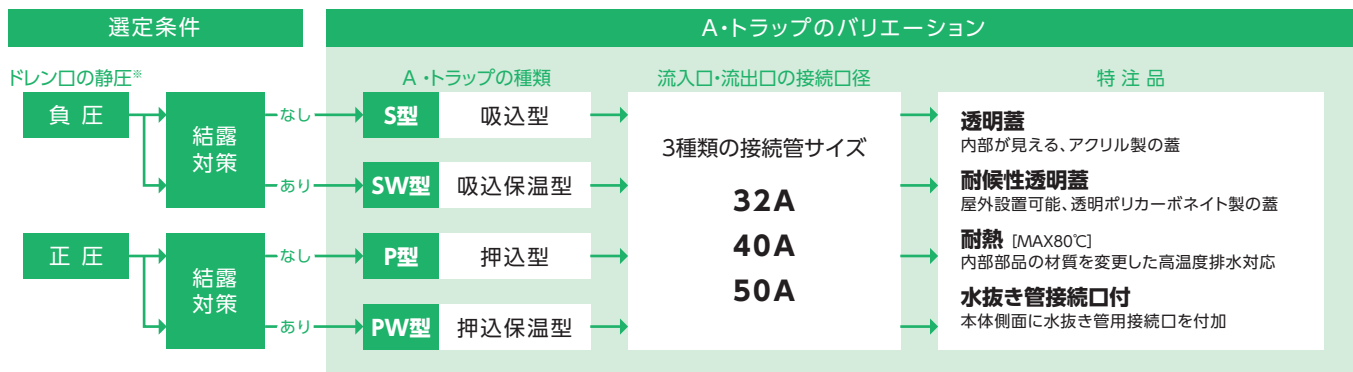 選定条件
A・トラップのバリエーション
ドレン口の静圧※
A・トラップの種類
流入口・流出口の接続口径
特注品
負圧
結露
対策
なし
S型 吸込型
あり
SW型 吸込保温型
正圧
結露
対策
なし
P型 押込型
あり
PW型 押込保温型
3種類の接続管サイズ
32A
40A
50A
透明蓋
内部が見える、アクリル製の蓋
耐候性透明蓋
屋外設置可能、透明ポリカーボネイト製の蓋
耐熱 [MAX80℃]
内部部品の材質を変更した高温度排水対応
水抜き管接続口付
本体側面に水抜き管用接続口を付加